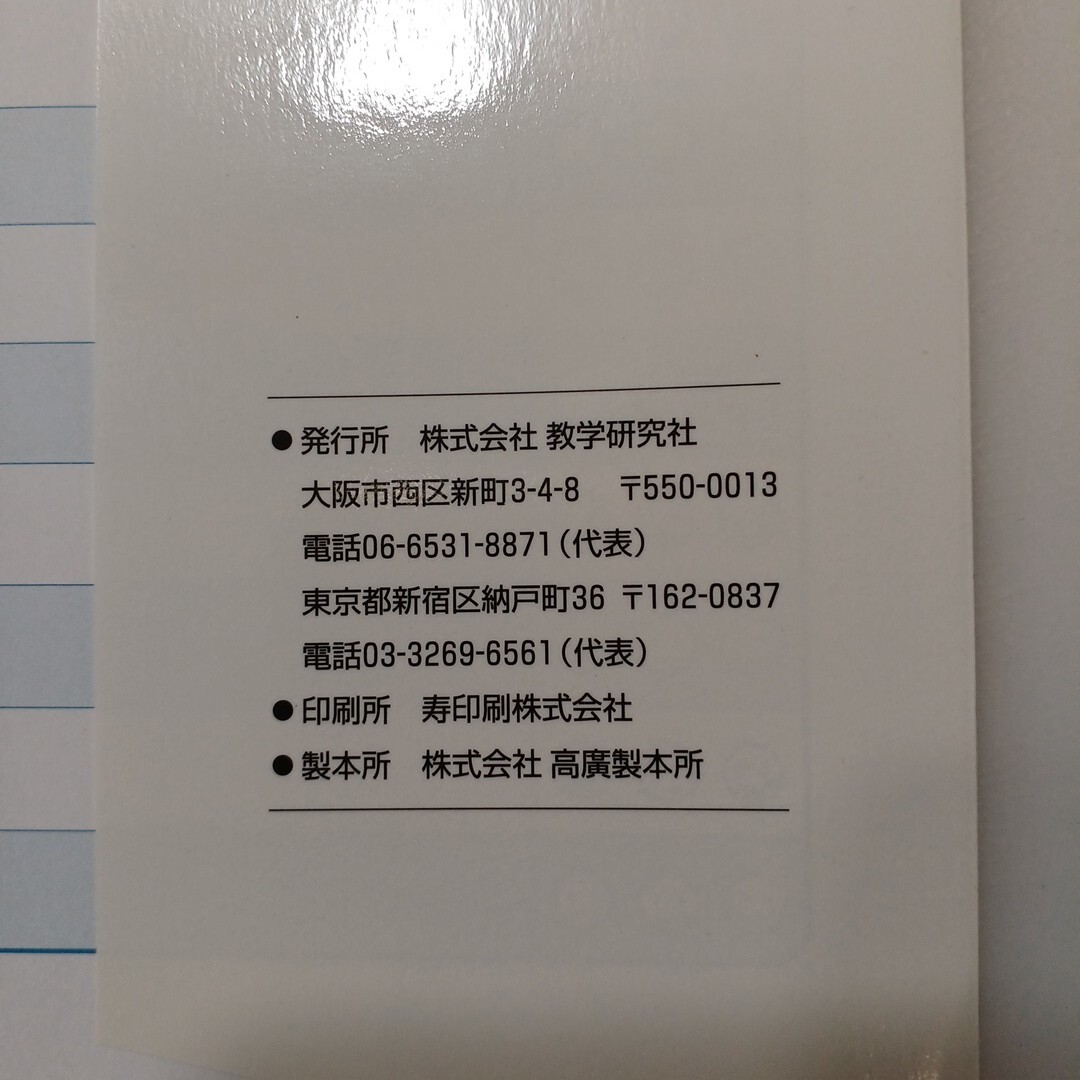 ●発行所　株式会社 教学研究社
大阪市西区新町3-4-8　〒550-0013
電話06-6531-8871（代表）
東京都新宿区納戸町36 〒162-0837
電話03-3269-6561（代表）
●印刷所　寿印刷株式会社
●製本所　株式会社 高廣製本所